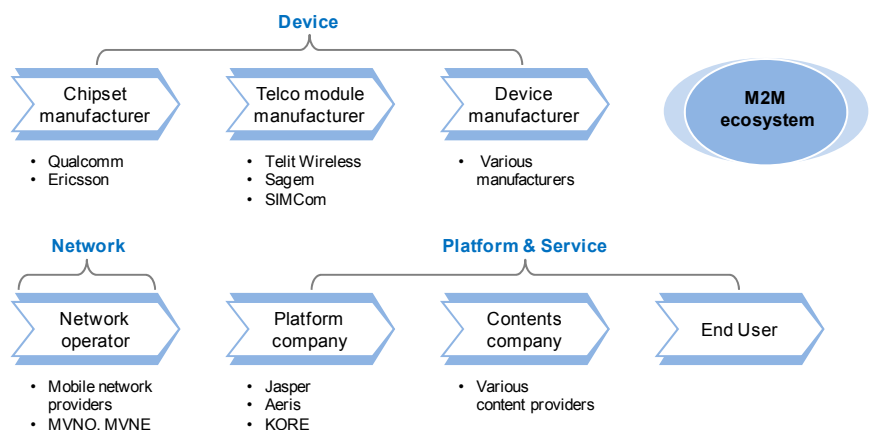 Device
Chipset
manufacturer
Telco module
manufacturer
Device
manufacturer
M2M
ecosystem
• Qualcomm
• Ericsson
• Telit Wireless
• Sagem
• SIMCom
• Various
manufacturers
Network
Platform & Service
Network
operator
Platform
company
Contents
company
End User
• Mobile network
providers
• MVNO, MVNE
• Jasper
• Aeris
• KORE
• Various
content providers